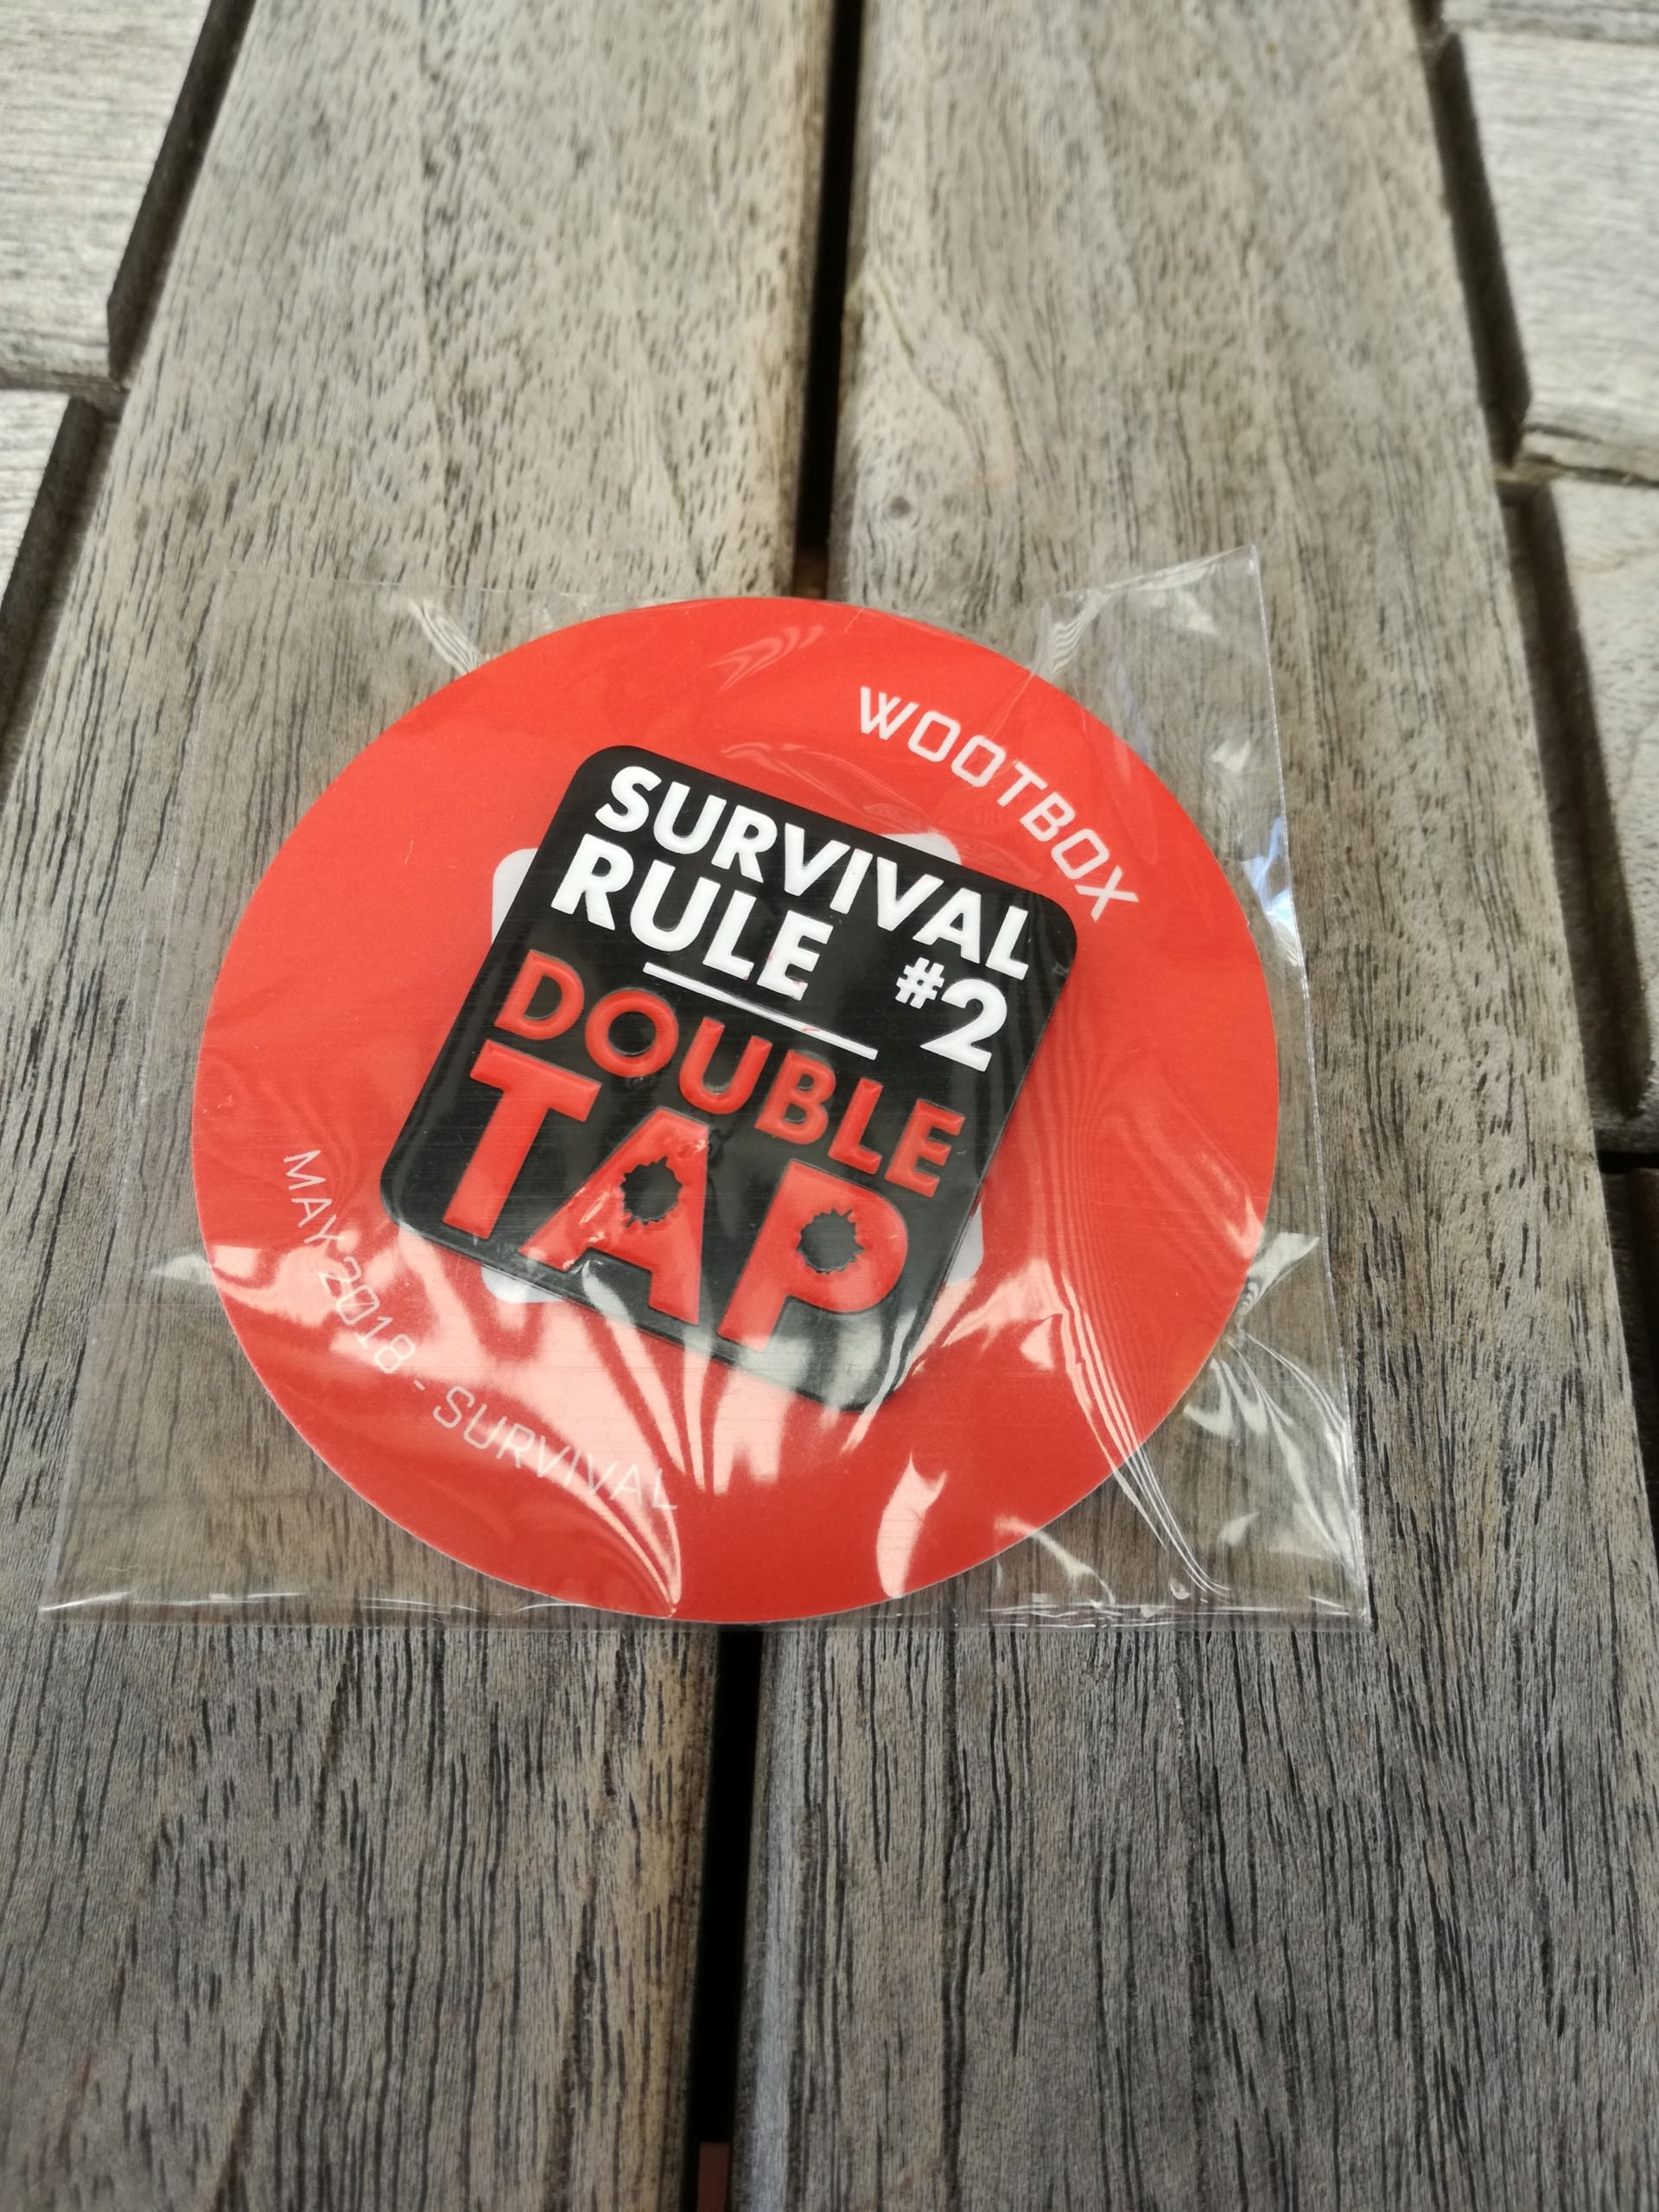 WOOTBOX
SURVIVAL
RULE #2
DOUBLE
TAP
MAY 2018 - SURVIVAL